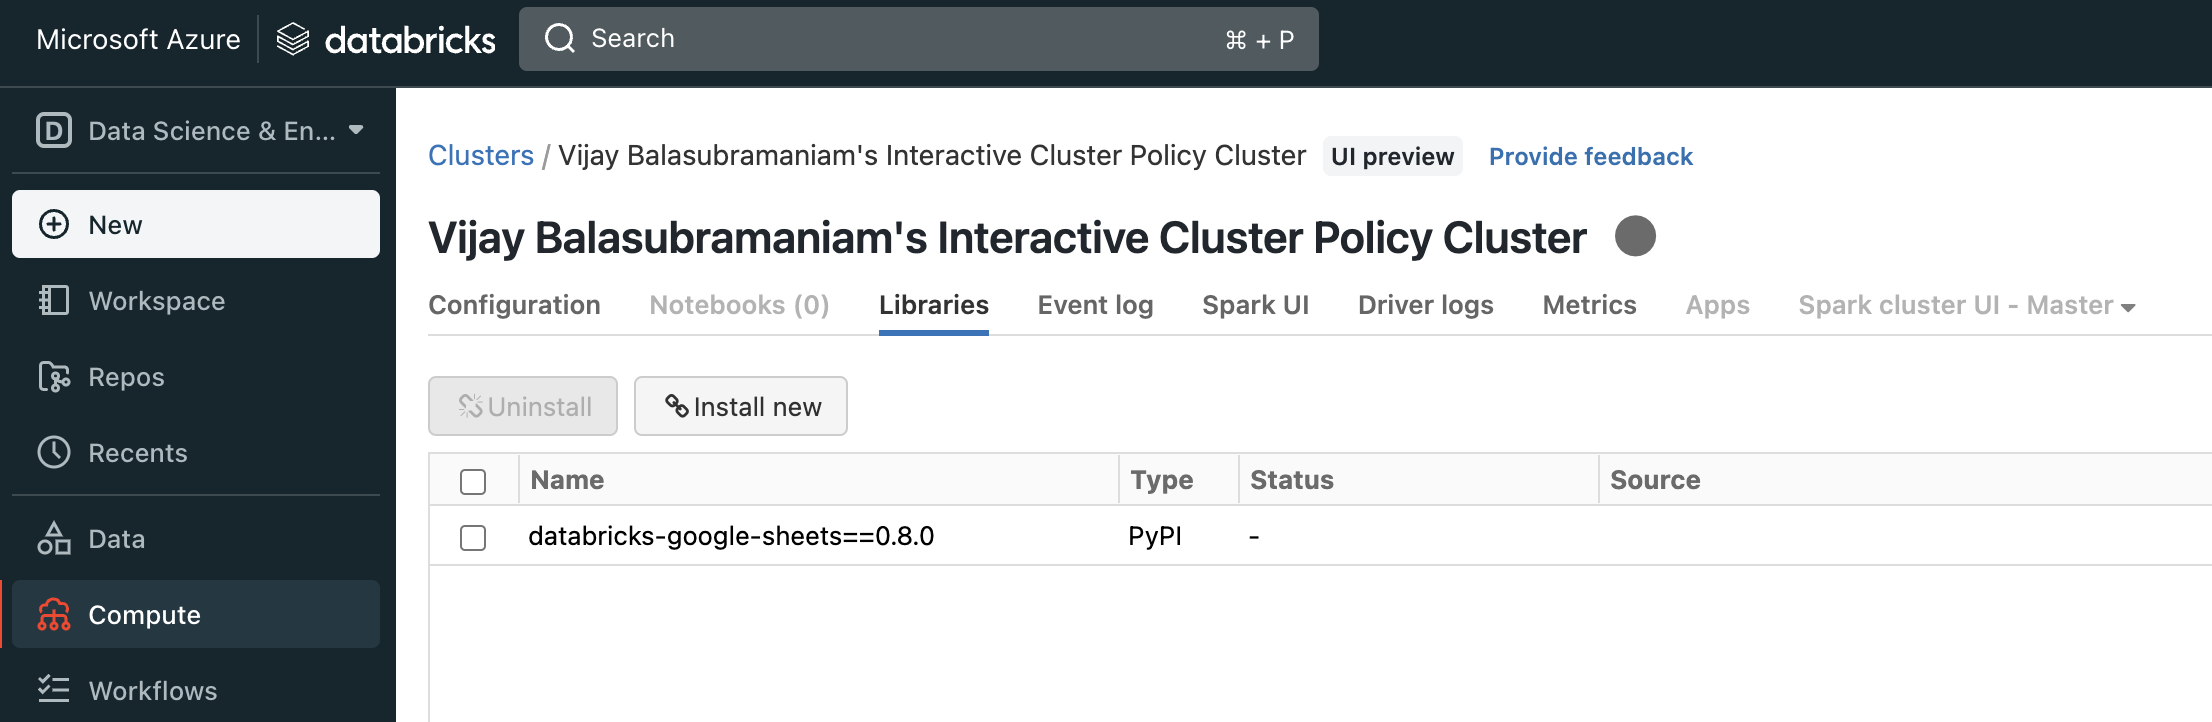 Microsoft Azure databricks Search ⌘ + P
D Data Science & En...
New
Workspace
Repos
Recents
Data
Compute
Workflows
Clusters / Vijay Balasubramaniam's Interactive Cluster Policy Cluster UI preview Provide feedback
Vijay Balasubramaniam's Interactive Cluster Policy Cluster
Configuration Notebooks (0) Libraries Event log Spark UI Driver logs Metrics Apps Spark cluster UI - Master
Uninstall Install new
Name Type Status Source
databricks-google-sheets==0.8.0 PyPI -